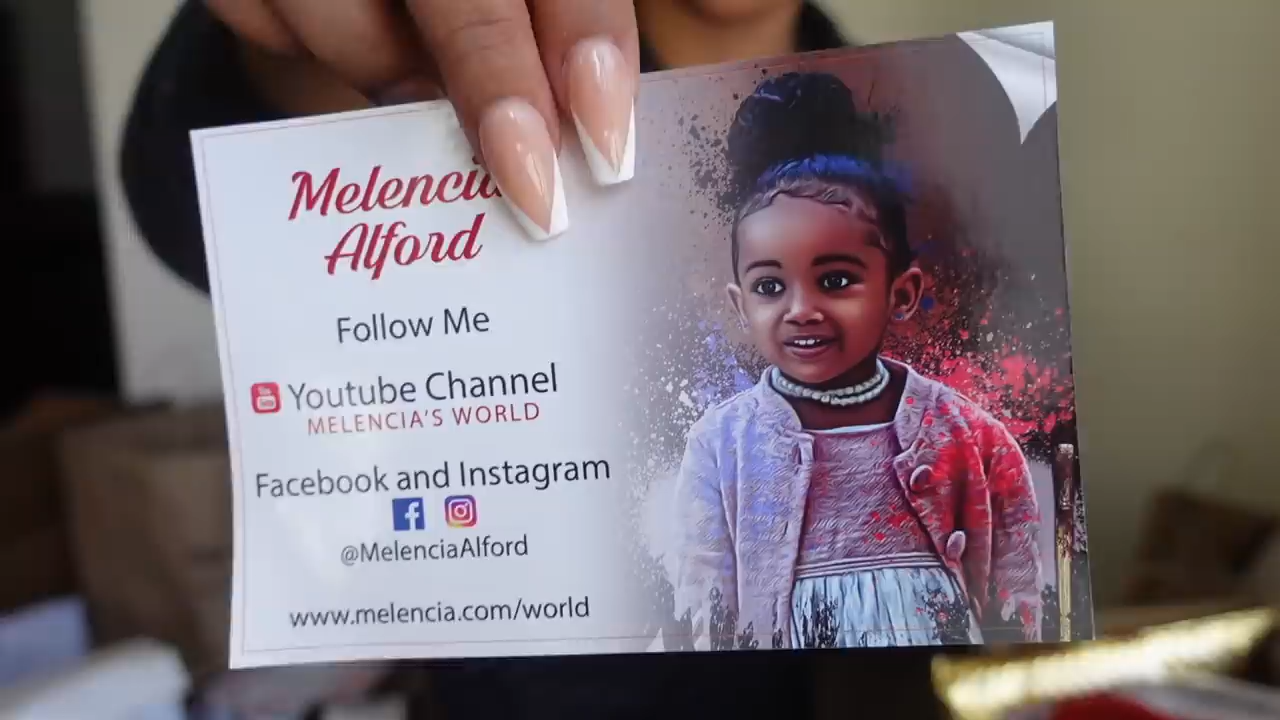 Melencia
Alford
Follow Me
Youtube Channel
MELENCIA'S WORLD
Facebook and Instagram
@MelenciaAlford
www.melencia.com/world